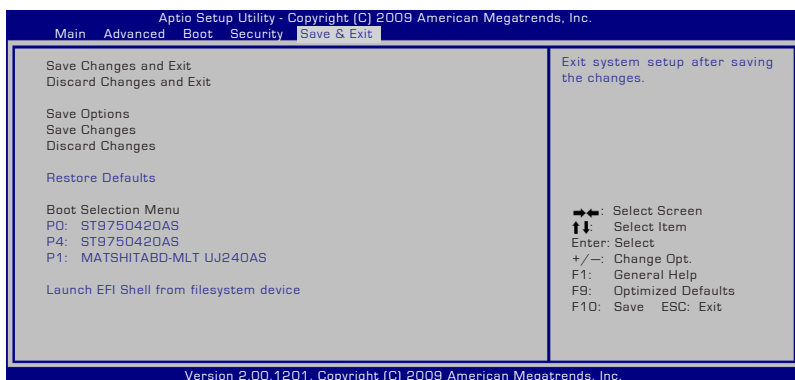 Aptio Setup Utility - Copyright (C) 2009 American Megatrends, Inc.
Main Advanced Boot Security Save & Exit
Save Changes and Exit
Discard Changes and Exit
Save Options
Save Changes
Discard Changes
Restore Defaults
Boot Selection Menu
P0: ST9750420AS
P4: ST9750420AS
P1: MATSHITABD-MLT UJ240AS
Launch EFI Shell from filesystem device
Exit system setup after saving
the changes.
→←: Select Screen
↑↓: Select Item
Enter: Select
+/—: Change Opt.
F1: General Help
F9: Optimized Defaults
F10: Save ESC: Exit
Version 2.00.1201. Copyright (C) 2009 American Megatrends, Inc.